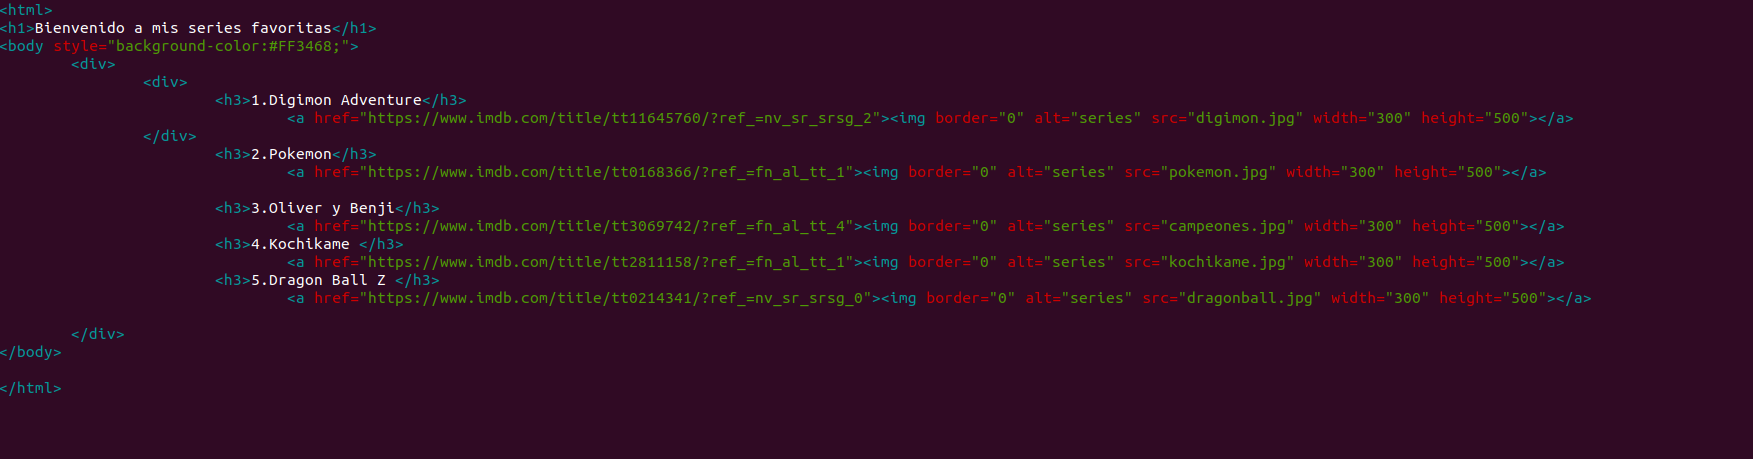 <html>
<h1>Bienvenido a mis series favoritas</h1>
<body style="background-color:#FF3468;">
<div>
<div>
<h3>1.Digimon Adventure</h3>
<a href="https://www.imdb.com/title/tt11645760/?ref_=nv_sr_srsg_2"><img border="0" alt="series" src="digimon.jpg" width="300" height="500"></a>
</div>
<h3>2.Pokemon</h3>
<a href="https://www.imdb.com/title/tt0168366/?ref_=fn_al_tt_1"><img border="0" alt="series" src="pokemon.jpg" width="300" height="500"></a>
<h3>3.Oliver y Benji</h3>
<a href="https://www.imdb.com/title/tt3069742/?ref_=fn_al_tt_4"><img border="0" alt="series" src="campeones.jpg" width="300" height="500"></a>
<h3>4.Kochikame </h3>
<a href="https://www.imdb.com/title/tt2811158/?ref_=fn_al_tt_1"><img border="0" alt="series" src="kochikame.jpg" width="300" height="500"></a>
<h3>5.Dragon Ball Z </h3>
<a href="https://www.imdb.com/title/tt0214341/?ref_=nv_sr_srsg_0"><img border="0" alt="series" src="dragonball.jpg" width="300" height="500"></a>
</div>
</body>
</html>